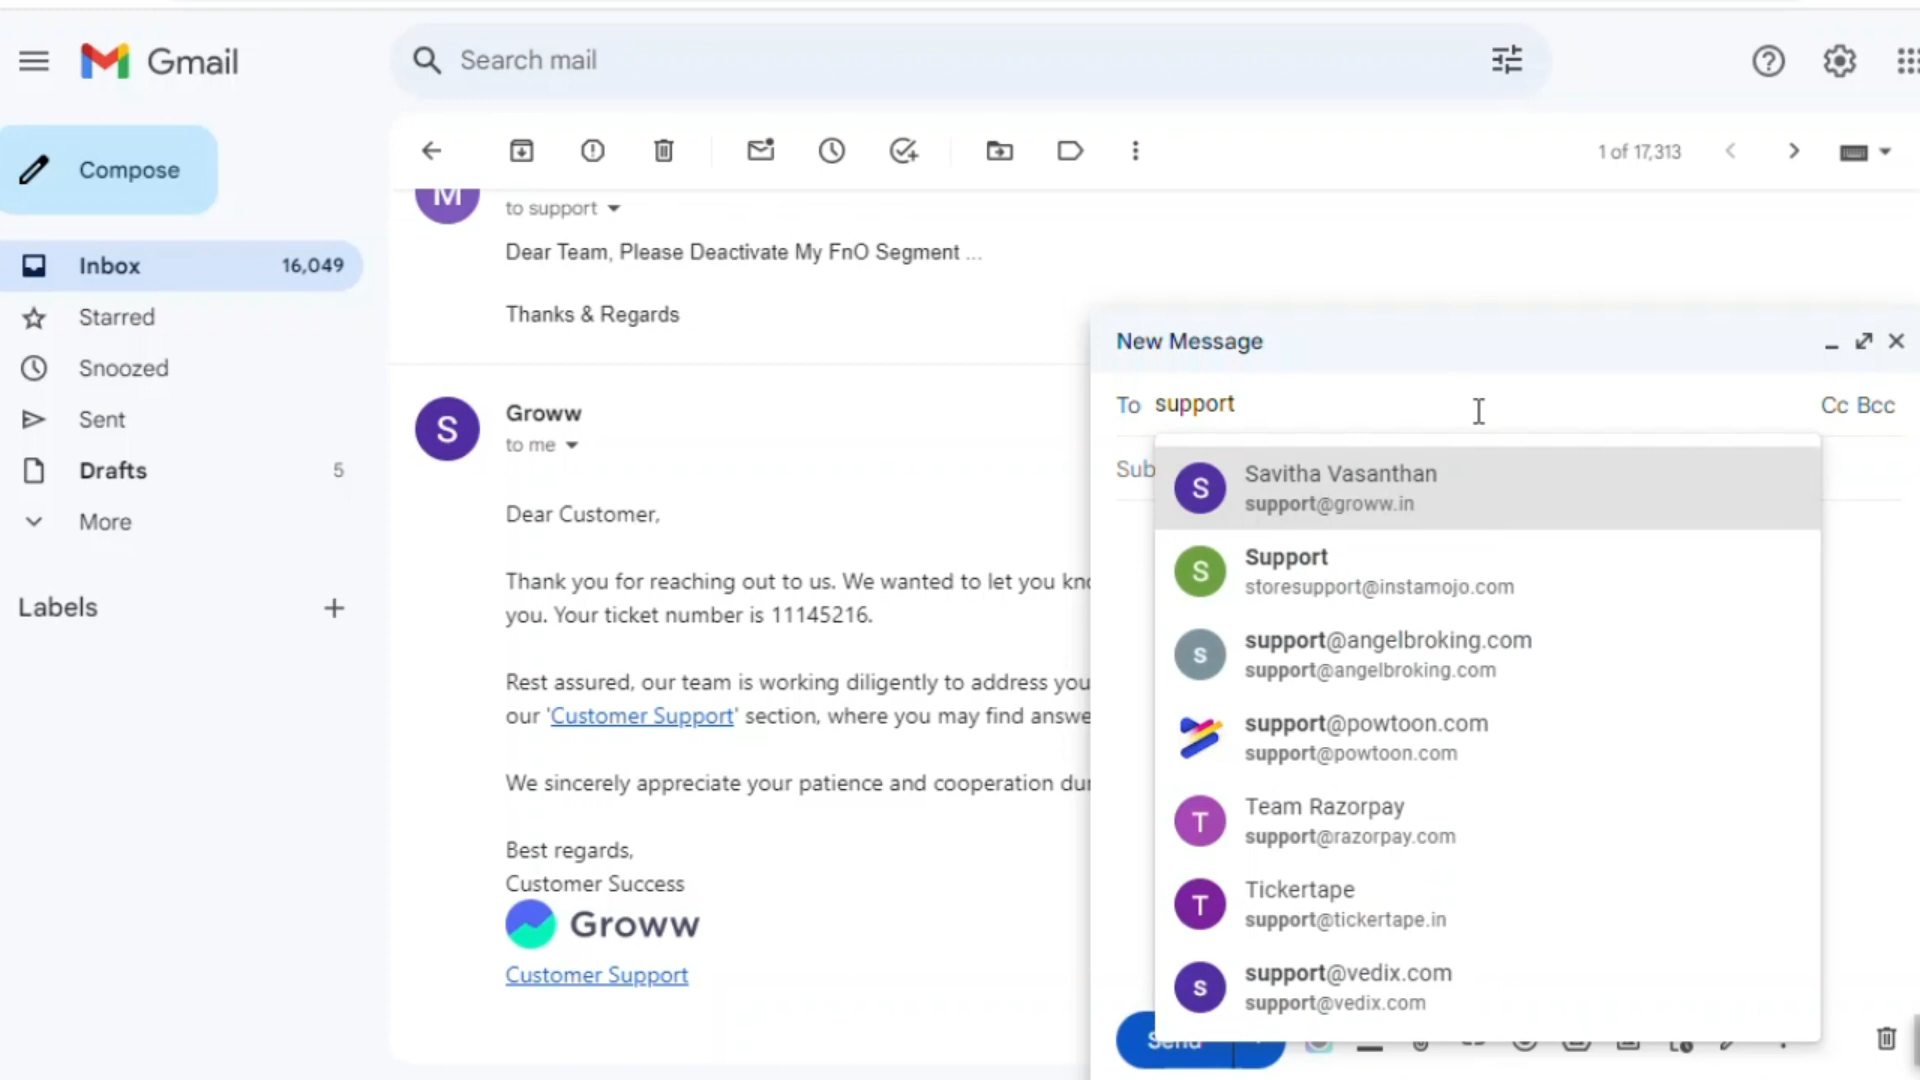 Gmail
Search mail
Compose
1 of 17,313
Inbox 16,049
Starred
Snoozed
Sent
Drafts 5
More
Labels
M
to support
Dear Team, Please Deactivate My FnO Segment ...
Thanks & Regards
S
Groww
to me
Dear Customer,
Thank you for reaching out to us. We wanted to let you
you. Your ticket number is 11145216.
Rest assured, our team is working diligently to address
our 'Customer Support' section, where you may find
We sincerely appreciate your patience and cooperation
Best regards,
Customer Success
Groww
Customer Support
New Message
To support Cc Bcc
Sub
S Savitha Vasanthan
support@groww.in
S Support
storesupport@instamojo.com
s support@angelbroking.com
support@angelbroking.com
support@powtoon.com
support@powtoon.com
T Team Razorpay
support@razorpay.com
T Tickertape
support@tickertape.in
s support@vedix.com
support@vedix.com
Send